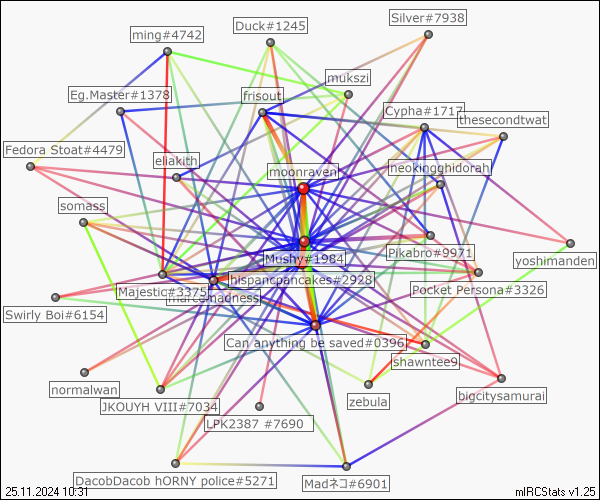 Silver#7938
Duck#1245
ming#4742
mukszi
Eg.Master#1378
frisout
Cypha#1717
thesecondtwat
Fedora Stoat#4479
eliakith
moonraven
neokingghidorah
somass
Mushy#1984
Pikabro#9971
yoshimanden
hispancpancakes#2928
Majestic#3375
Pocket Persona#3326
Swirly Boi#6154
Can anything be saved#0396
shawntee9
normalwan
zebula
bigcitysamurai
JKOUYH VIII#7034
LPK2387 #7690
DacobDacob hORNY police#5271
Madネコ#6901
25.11.2024 10:31
mIRCStats v1.25